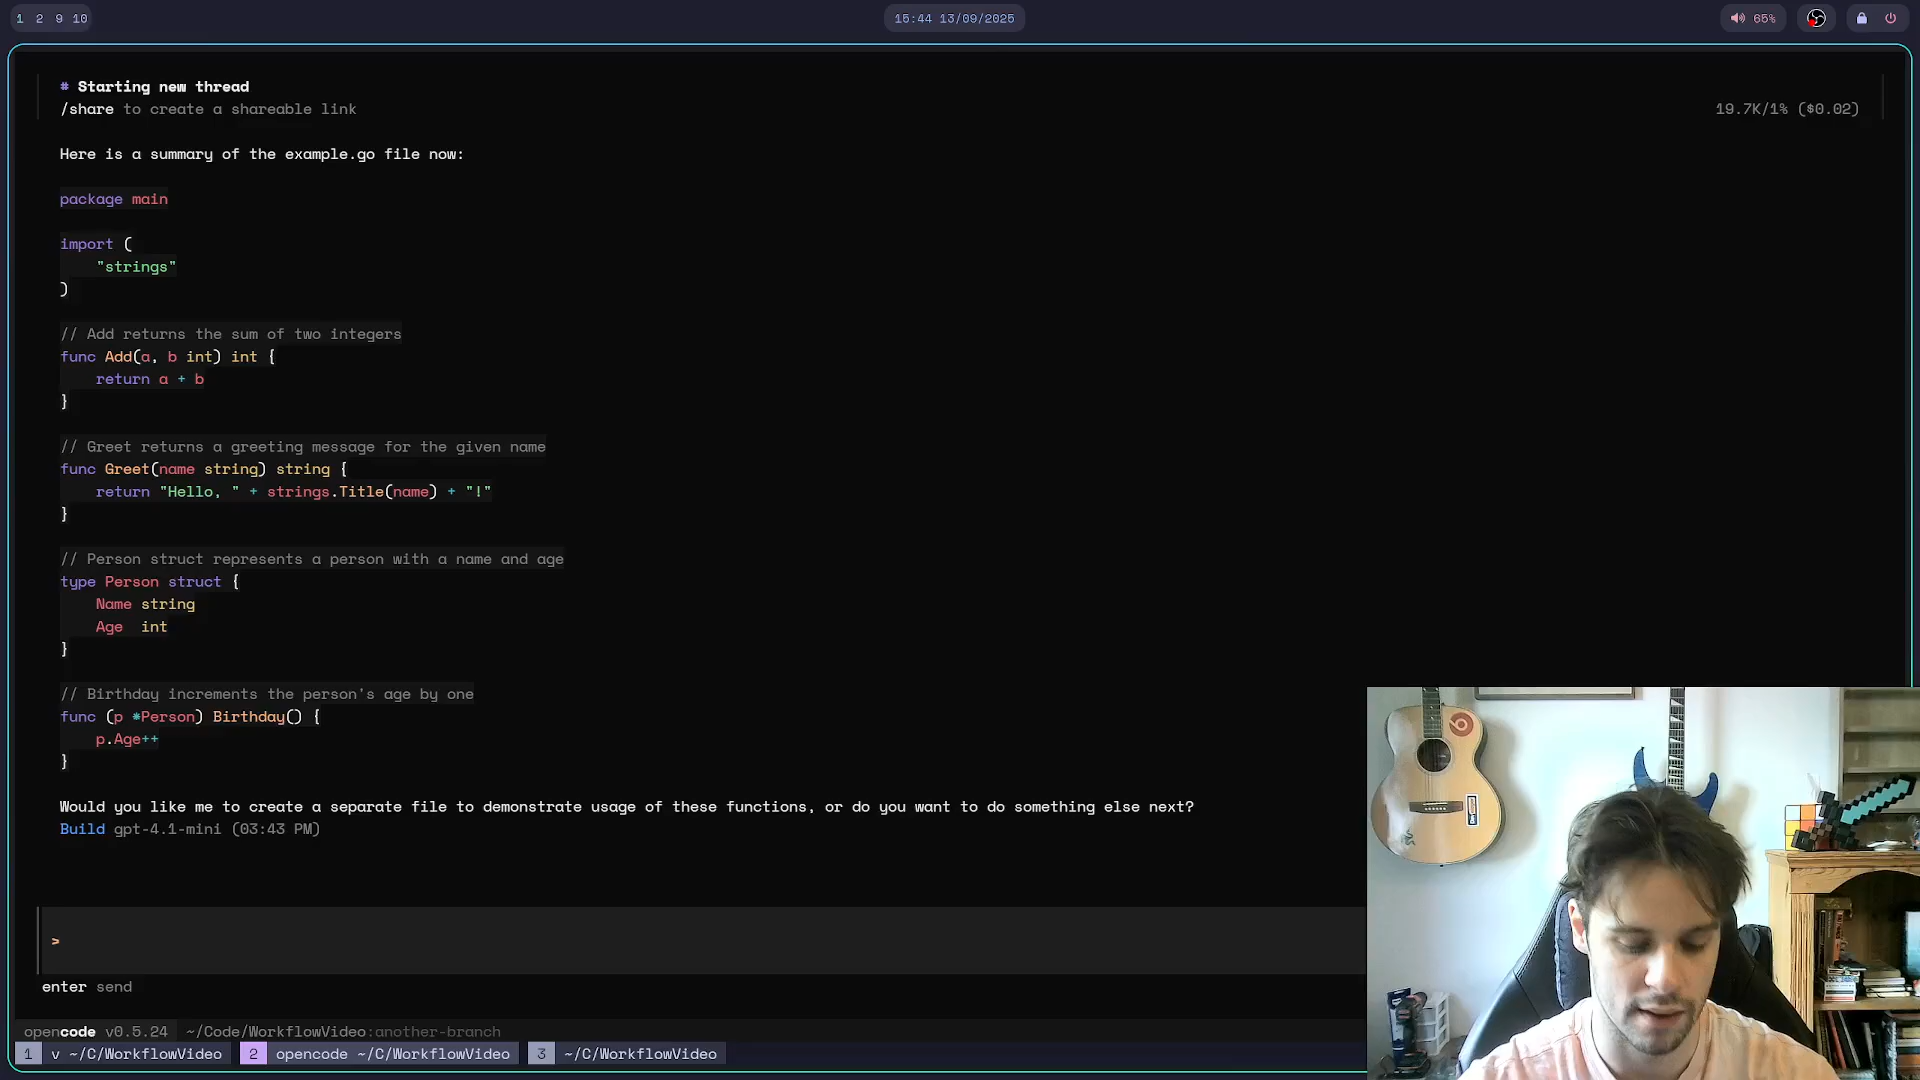 1 2 9 10
15:44 13/09/2025
65%
# Starting new thread
/share to create a shareable link
19.7K/1% ($0.02)
Here is a summary of the example.go file now:
package main
import (
"strings"
)
// Add returns the sum of two integers
func Add(a, b int) int {
return a + b
}
// Greet returns a greeting message for the given name
func Greet(name string) string {
return "Hello, " + strings.Title(name) + "!"
}
// Person struct represents a person with a name and age
type Person struct {
Name string
Age  int
}
// Birthday increments the person's age by one
func (p *Person) Birthday() {
p.Age++
}
Would you like me to create a separate file to demonstrate usage of these functions, or do you want to do something else next?
Build gpt-4.1-mini (03:43 PM)
>
enter send
opencode v0.5.24 ~/Code/WorkflowVideo:another-branch
1 v ~/C/WorkflowVideo 2 opencode ~/C/WorkflowVideo 3 ~/C/WorkflowVideo